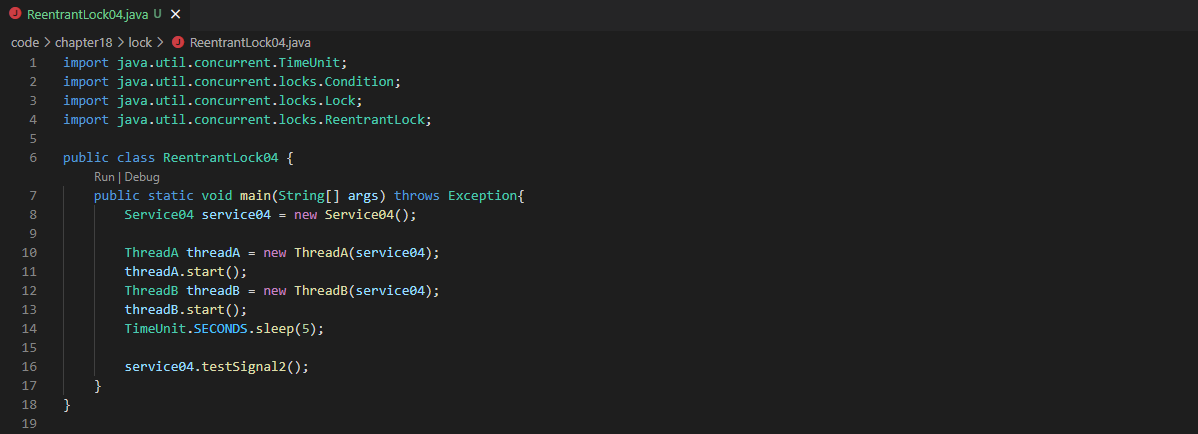 ReentrantLock04.java U ✕
code > chapter18 > lock > ReentrantLock04.java
1 import java.util.concurrent.TimeUnit;
2 import java.util.concurrent.locks.Condition;
3 import java.util.concurrent.locks.Lock;
4 import java.util.concurrent.locks.ReentrantLock;
5
6 public class ReentrantLock04 {
Run | Debug
7     public static void main(String[] args) throws Exception{
8         Service04 service04 = new Service04();
9
10         ThreadA threadA = new ThreadA(service04);
11         threadA.start();
12         ThreadB threadB = new ThreadB(service04);
13         threadB.start();
14         TimeUnit.SECONDS.sleep(5);
15
16         service04.testSignal2();
17     }
18 }
19